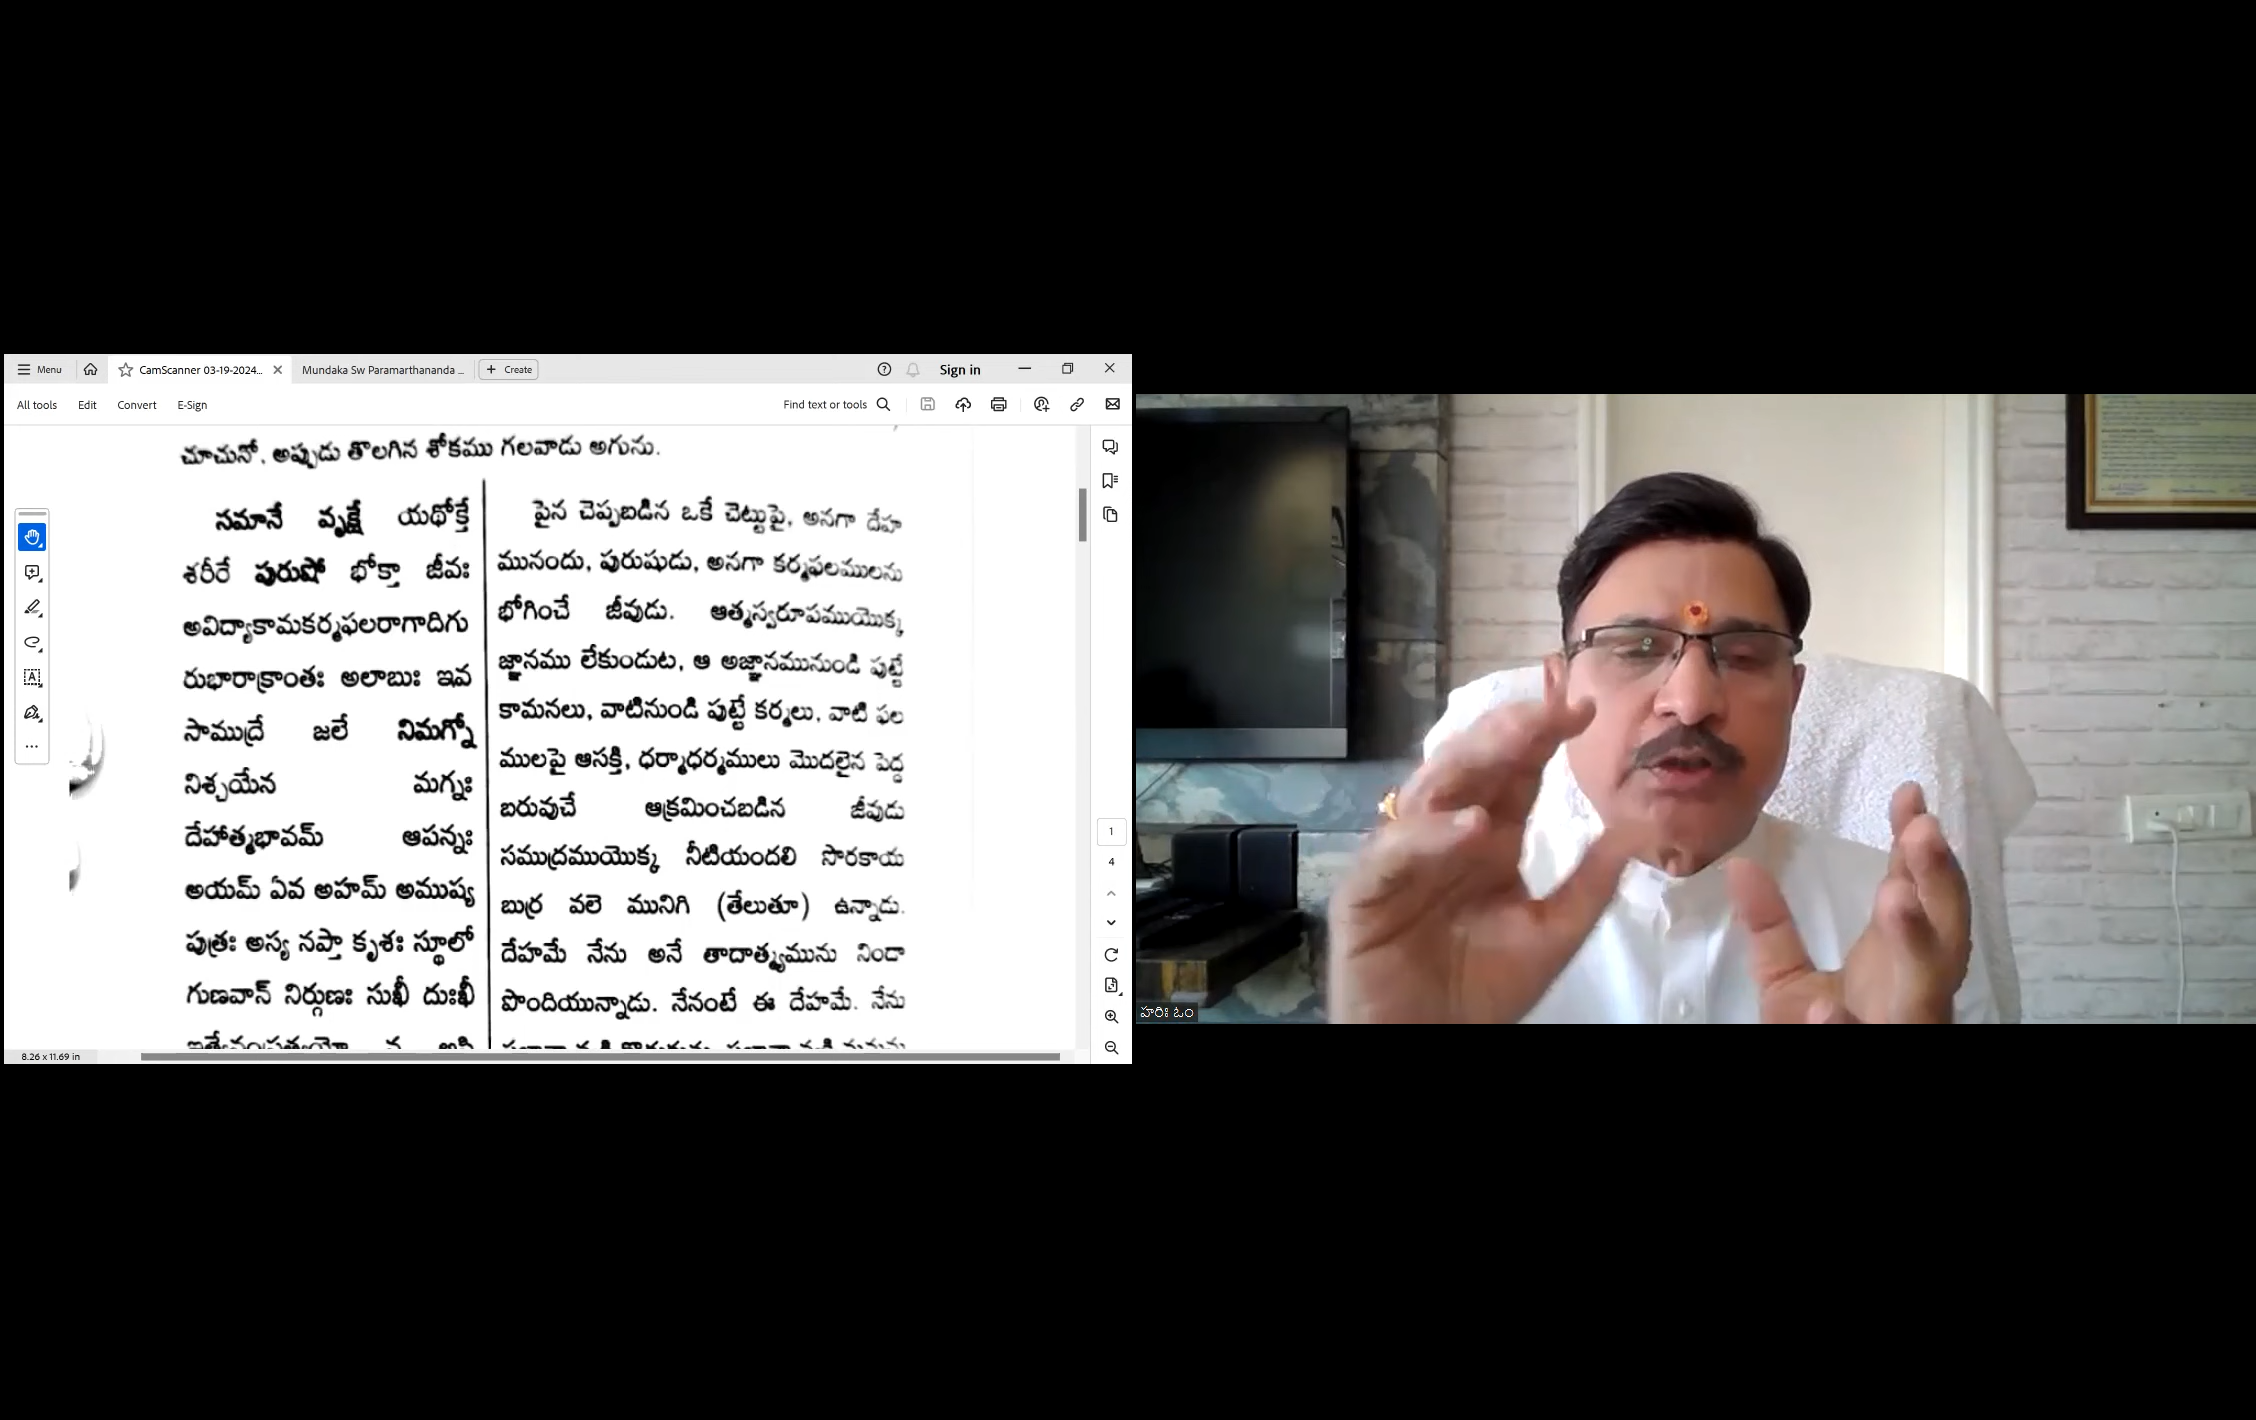 Menu
CamScanner 03-19-2024...
Mundaka Sw Paramarthananda ...
Create
Sign in
All tools
Edit
Convert
E-Sign
Find text or tools
చూచునో, అప్పుడు తొలగిన శోకము గలవాడు అగును.
సమానే వృక్షే యథోక్తే
శరీరే పురుషో భోక్తా జీవః
అవిద్యాకామకర్మఫలరాగాదిగు
రుభారాక్రాంతః అలాబుః ఇవ
సాముద్రే జలే నిమగ్నో
నిశ్చయేన మగ్నః
దేహాత్మభావమ్ ఆపన్నః
అయమ్ ఏవ అహమ్ అముష్య
పుత్రః అస్య నప్తా కృశః స్థూలో
గుణవాన్ నిర్గుణః సుఖీ దుఃఖీ
పైన చెప్పబడిన ఒకే చెట్టుపై, అనగా దేహ
మునందు, పురుషుడు, అనగా కర్మఫలములను
భోగించే జీవుడు. ఆత్మస్వరూపముయొక్క
జ్ఞానము లేకుండుట, ఆ అజ్ఞానమునుండి పుట్టే
కామనలు, వాటినుండి పుట్టే కర్మలు, వాటి ఫల
ములపై ఆసక్తి, ధర్మాధర్మములు మొదలైన పెద్ద
బరువుచే ఆక్రమించబడిన జీవుడు
సముద్రముయొక్క నీటియందలి సొరకాయ
బుర్ర వలె మునిగి (తేలుతూ) ఉన్నాడు.
దేహమే నేను అనే తాదాత్మ్యమును నిండా
పొందియున్నాడు. నేనంటే ఈ దేహమే. నేను
1
4
8.26 x 11.69 in
హరిః ఓం